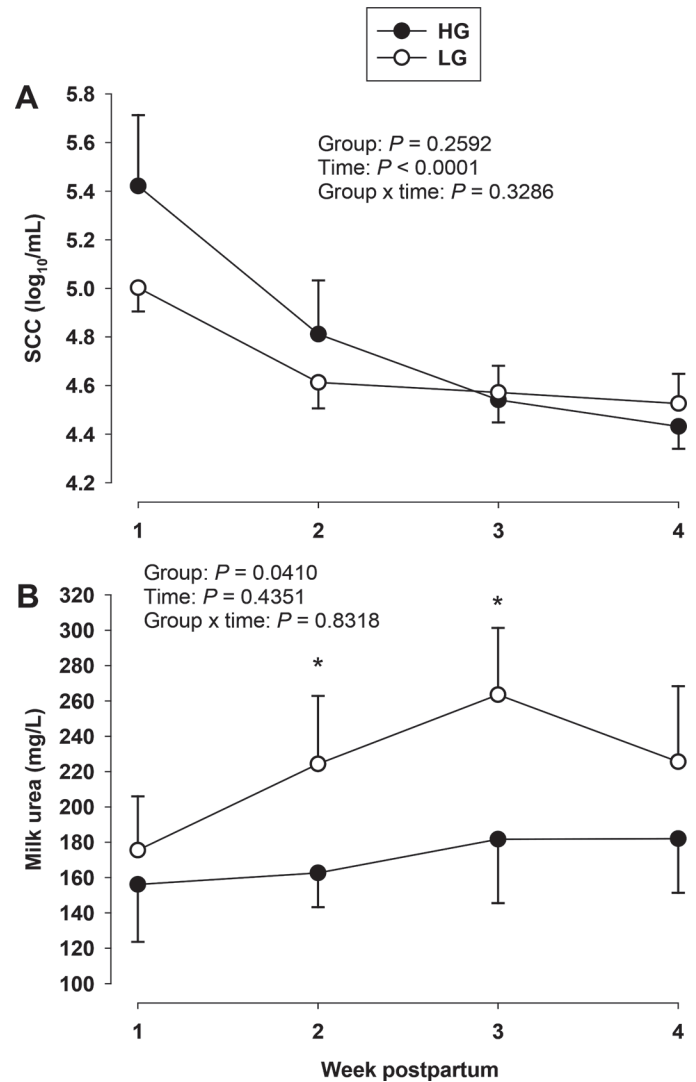 HG
LG
A
5.8
5.6
5.4
5.2
5.0
4.8
4.6
4.4
4.2
SCC (log₁₀/mL)
Group: P = 0.2592
Time: P < 0.0001
Group x time: P = 0.3286
1 2 3 4
B
Group: P = 0.0410
Time: P = 0.4351
Group x time: P = 0.8318
320
300
280
260
240
220
200
180
160
140
120
100
Milk urea (mg/L)
*
*
1 2 3 4
Week postpartum